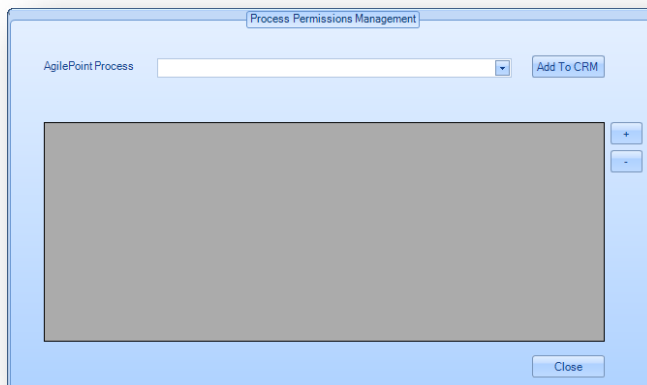 Process Permissions Management
AgilePoint Process
Add To CRM
+
-
Close